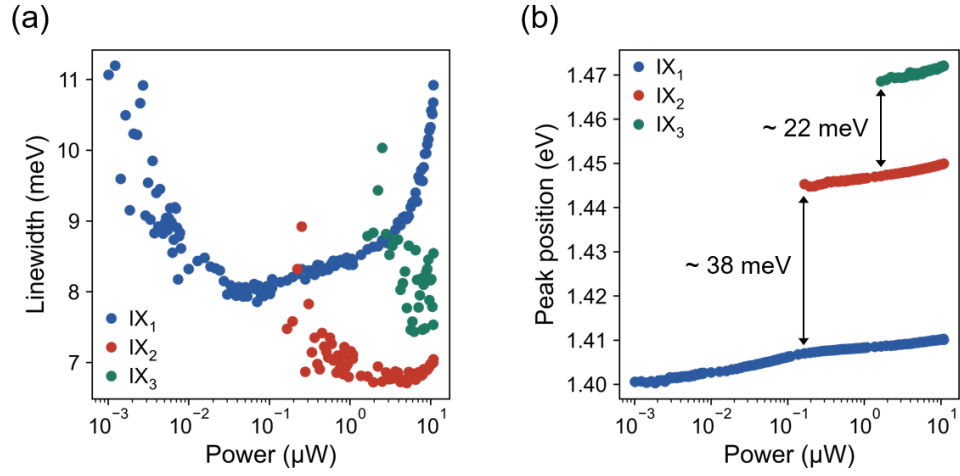 (a)
Linewidth (meV)
11
10
9
8
7
IX₁
IX₂
IX₃
10⁻³
10⁻²
10⁻¹
10⁰
10¹
Power (μW)
(b)
Peak position (eV)
1.47
1.46
1.45
1.44
1.43
1.42
1.41
1.40
IX₁
IX₂
IX₃
~ 22 meV
~ 38 meV
10⁻³
10⁻²
10⁻¹
10⁰
10¹
Power (μW)